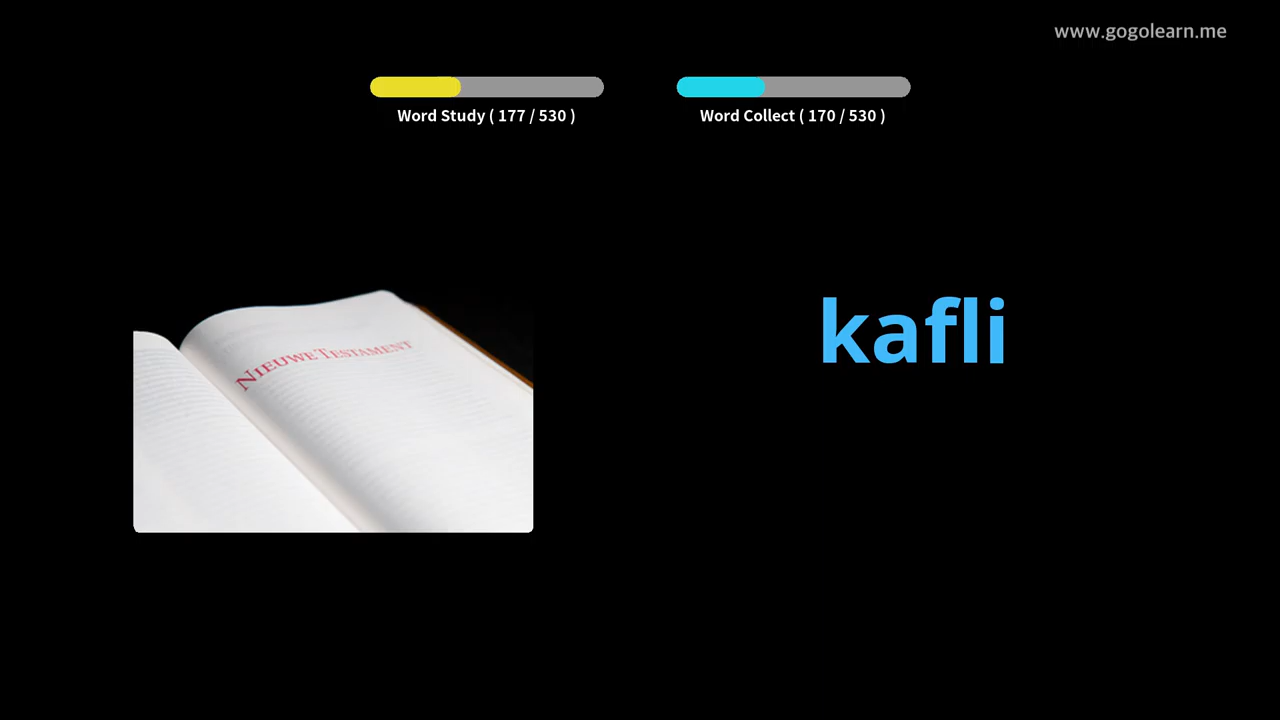 www.gogolearn.me
Word Study ( 177 / 530 )
Word Collect ( 170 / 530 )
NIEUWE TESTAMENT
kafli